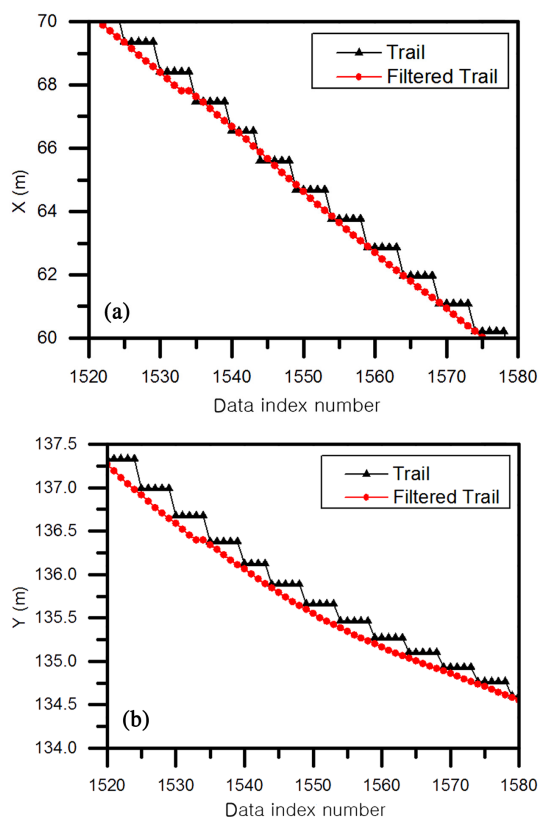 70
68
66
64
62
60
X (m)
Trail
Filtered Trail
(a)
1520 1530 1540 1550 1560 1570 1580
Data index number
137.5
137.0
136.5
136.0
135.5
135.0
134.5
134.0
Y (m)
Trail
Filtered Trail
(b)
1520 1530 1540 1550 1560 1570 1580
Data index number